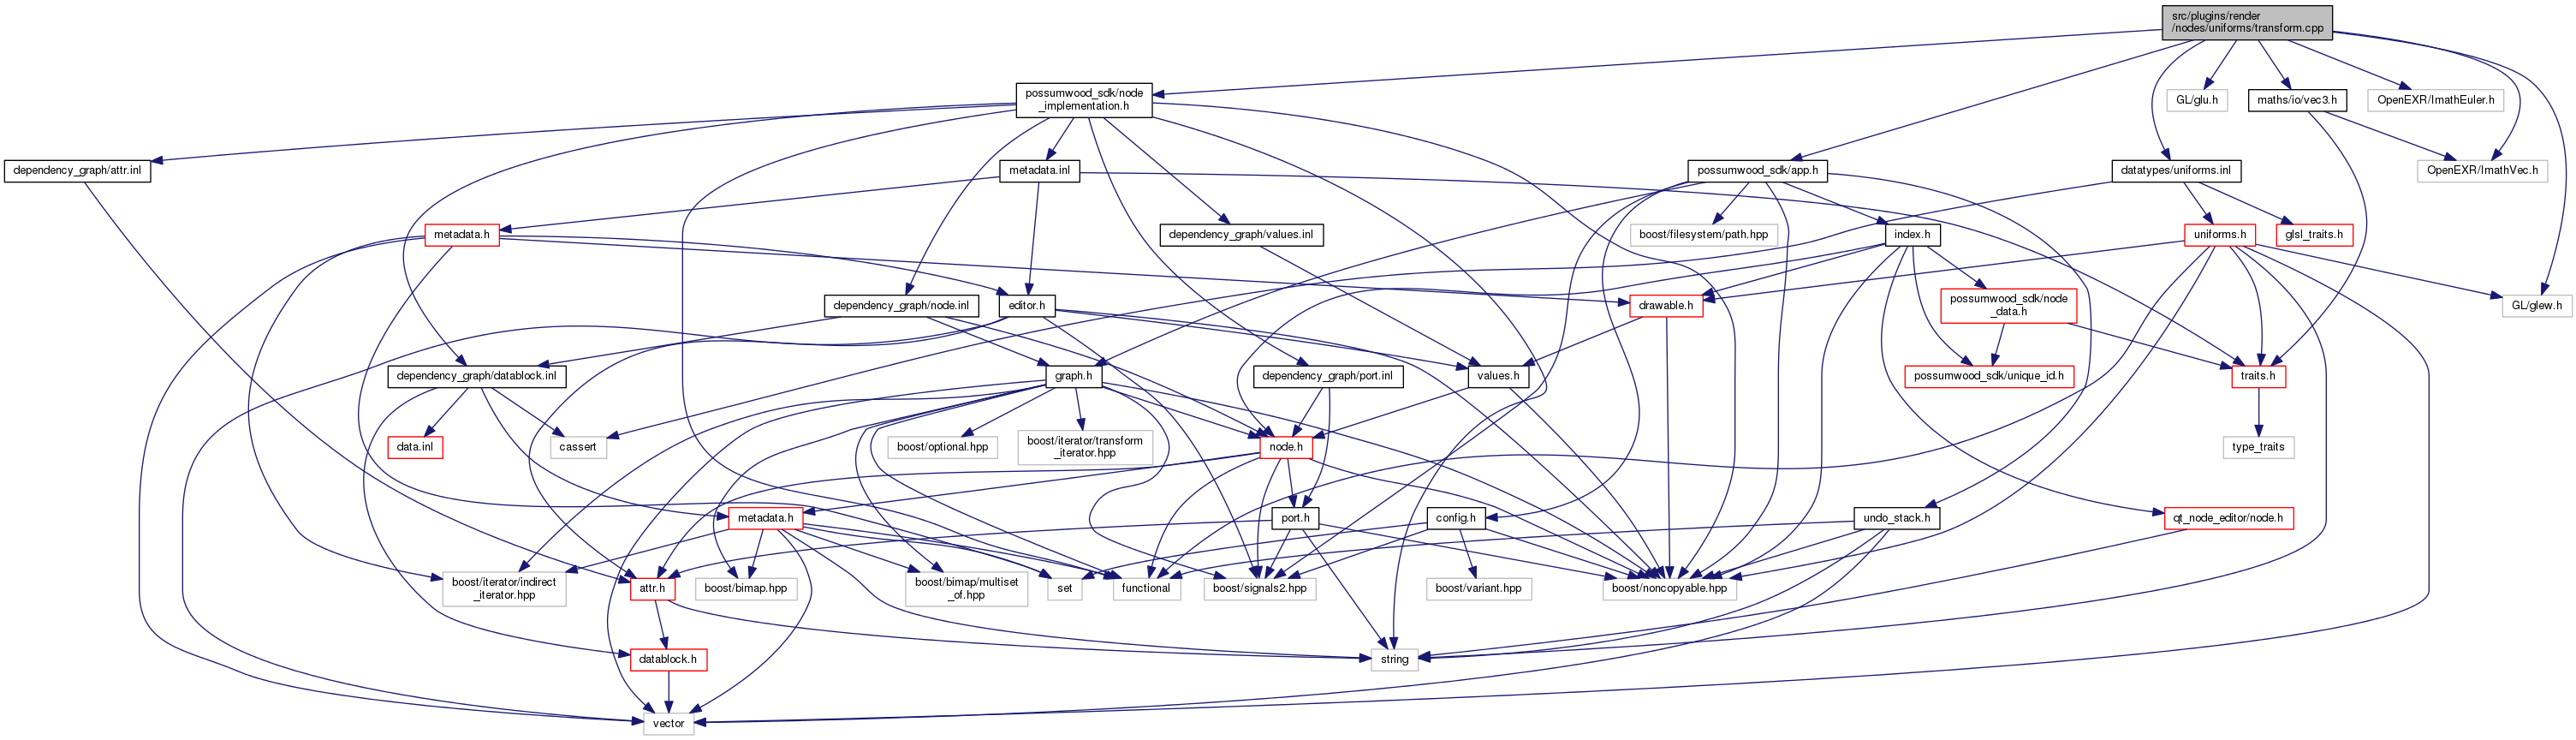 src/plugins/render
/nodes/uniforms/transform.cpp
possumwood_sdk/node
_implementation.h
GL/glu.h
maths/io/vec3.h
OpenEXR/ImathEuler.h
dependency_graph/attr.inl
metadata.inl
possumwood_sdk/app.h
datatypes/uniforms.inl
OpenEXR/ImathVec.h
metadata.h
dependency_graph/values.inl
boost/filesystem/path.hpp
index.h
uniforms.h
glsl_traits.h
dependency_graph/node.inl
editor.h
drawable.h
possumwood_sdk/node
_data.h
GL/glew.h
dependency_graph/datablock.inl
graph.h
dependency_graph/port.inl
values.h
possumwood_sdk/unique_id.h
traits.h
data.inl
cassert
boost/optional.hpp
boost/iterator/transform
_iterator.hpp
node.h
type_traits
metadata.h
port.h
config.h
undo_stack.h
qt_node_editor/node.h
boost/iterator/indirect
_iterator.hpp
attr.h
boost/bimap.hpp
boost/bimap/multiset
_of.hpp
set
functional
boost/signals2.hpp
boost/variant.hpp
boost/noncopyable.hpp
datablock.h
string
vector